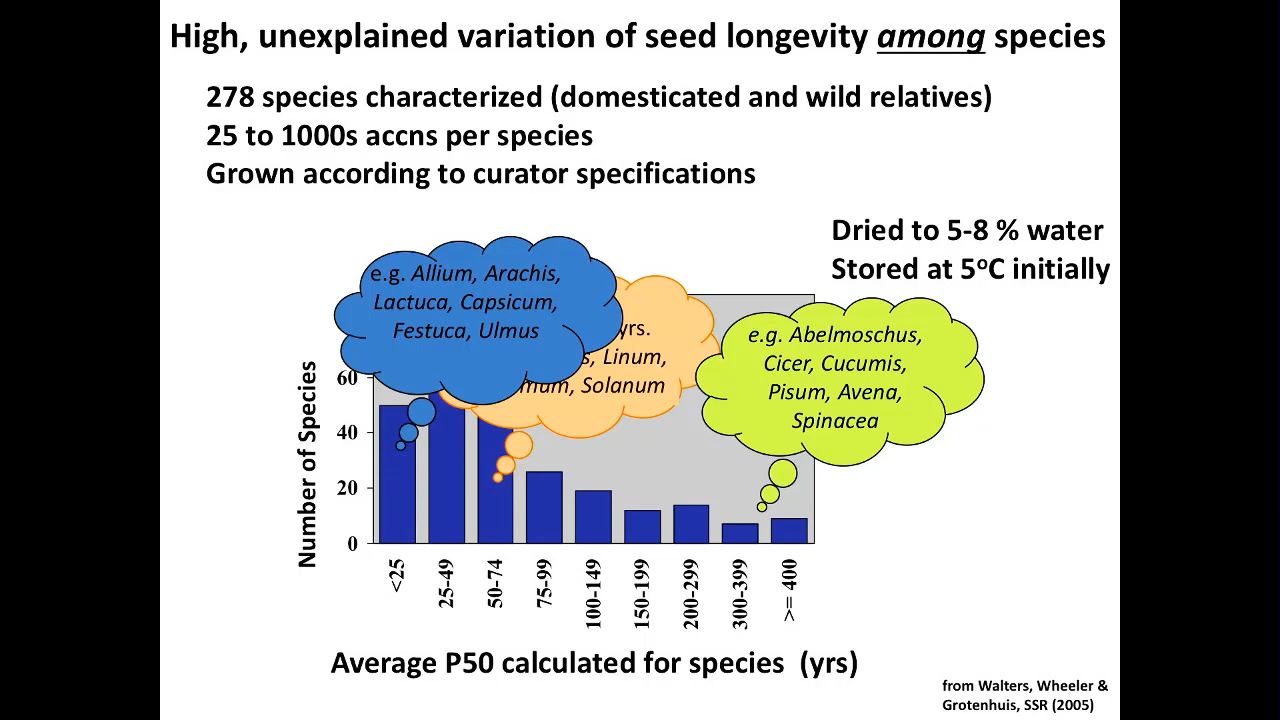 High, unexplained variation of seed longevity among species
278 species characterized (domesticated and wild relatives)
25 to 1000s accns per species
Grown according to curator specifications
Dried to 5-8 % water
Stored at 5ºC initially
e.g. Allium, Arachis,
Lactuca, Capsicum,
Festuca, Ulmus
yrs.
Linum,
Solanum
e.g. Abelmoschus,
Cicer, Cucumis,
Pisum, Avena,
Spinacea
Number of Species
60
40
20
0
<25
25-49
50-74
75-99
100-149
150-199
200-299
300-399
>= 400
Average P50 calculated for species (yrs)
from Walters, Wheeler &
Grotenhuis, SSR (2005)